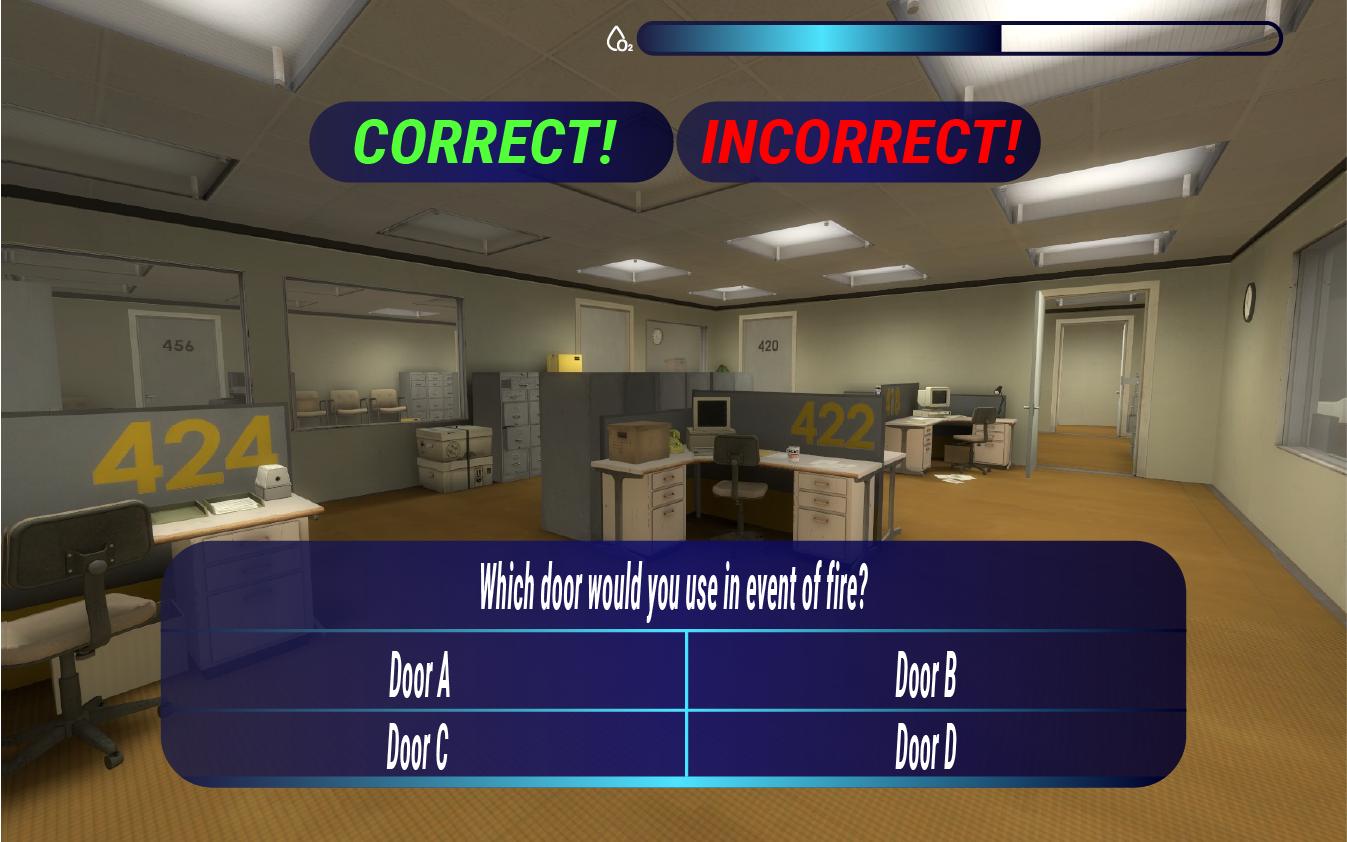 O₂
CORRECT! INCORRECT!
456
420
424
422
418
Which door would you use in event of fire?
Door A
Door B
Door C
Door D